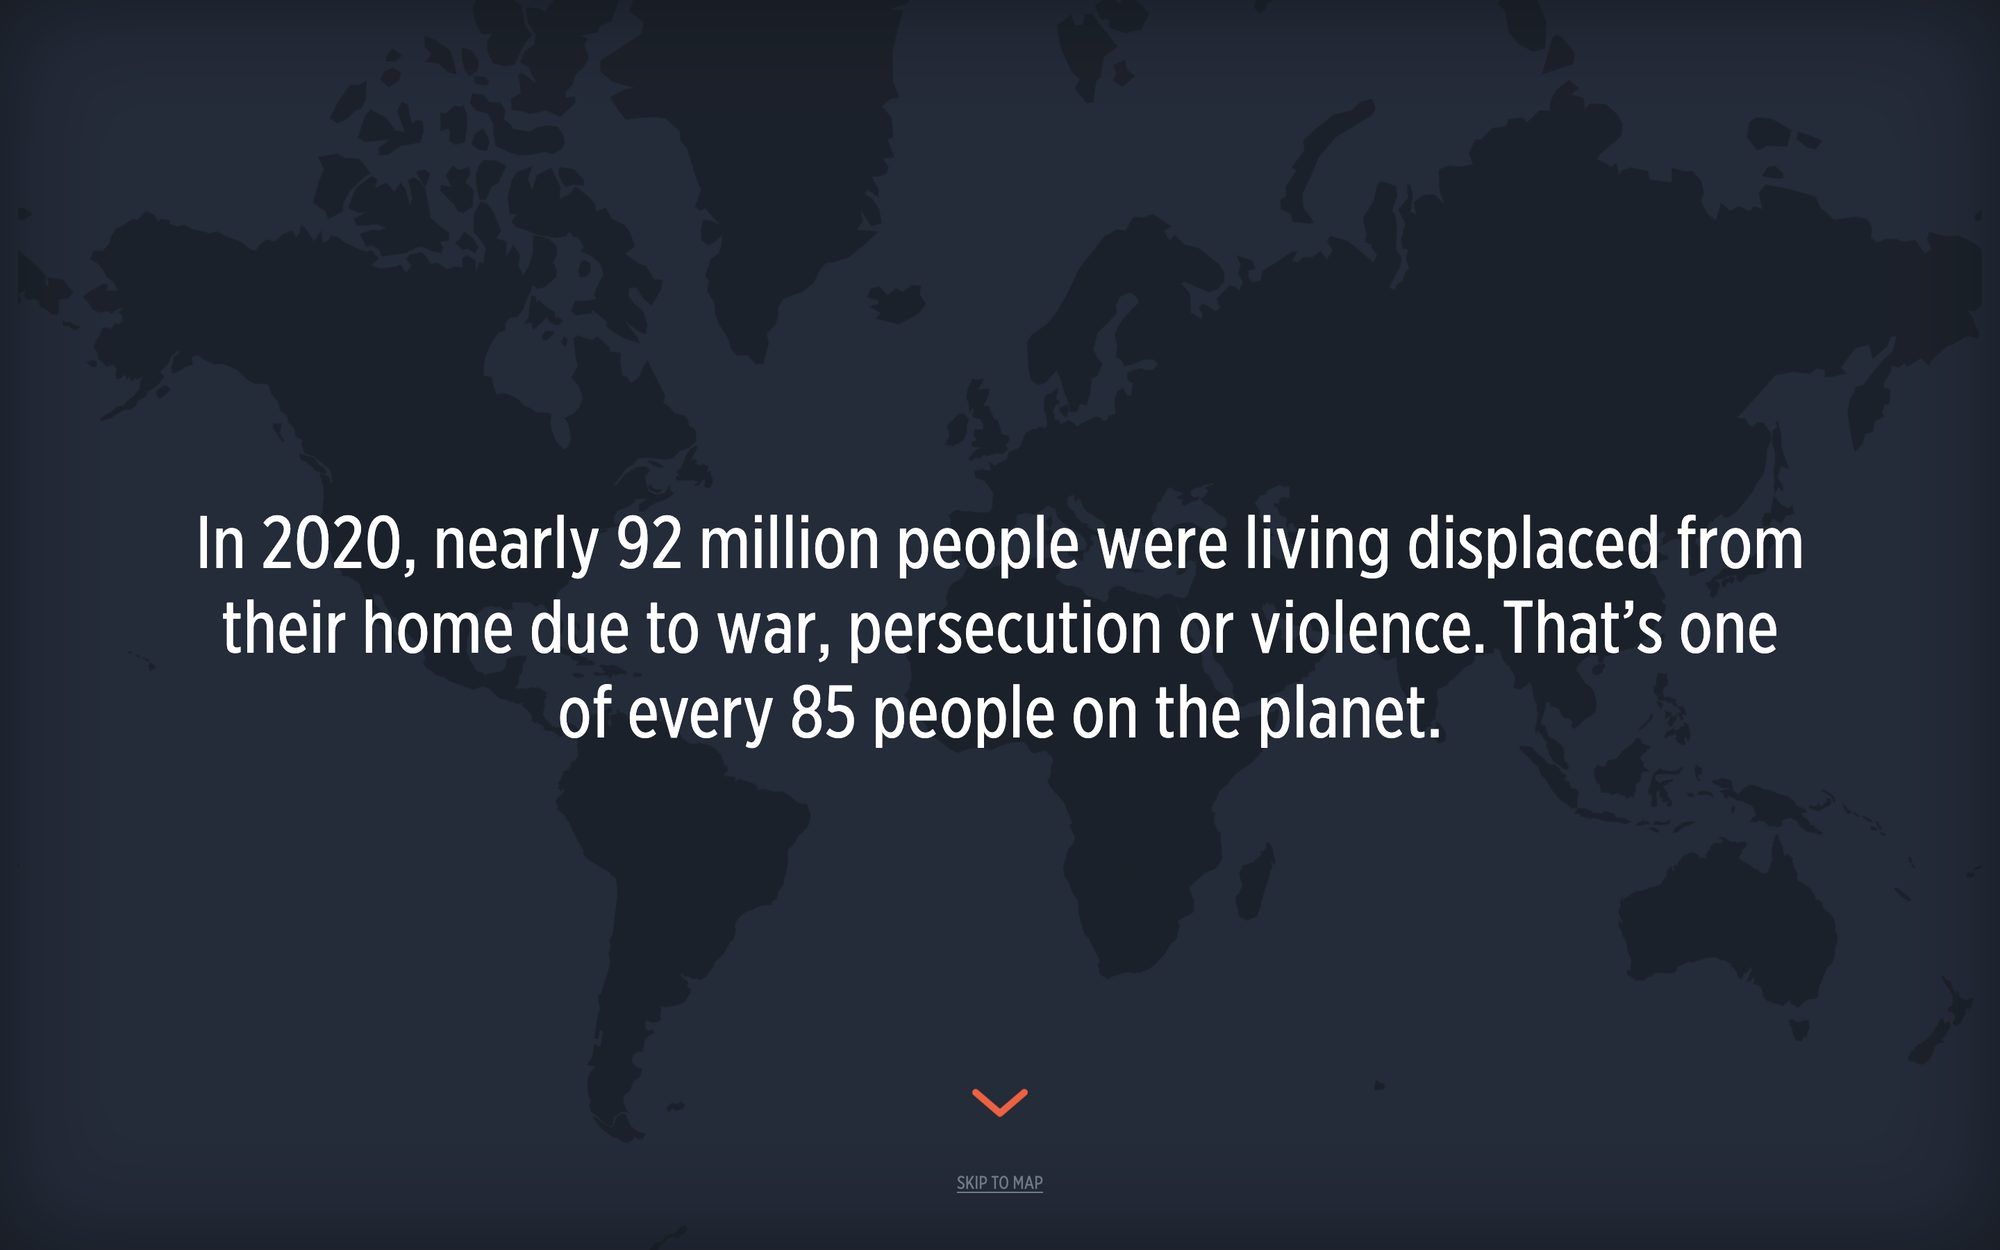 In 2020, nearly 92 million people were living displaced from
their home due to war, persecution or violence. That’s one
of every 85 people on the planet.
SKIP TO MAP